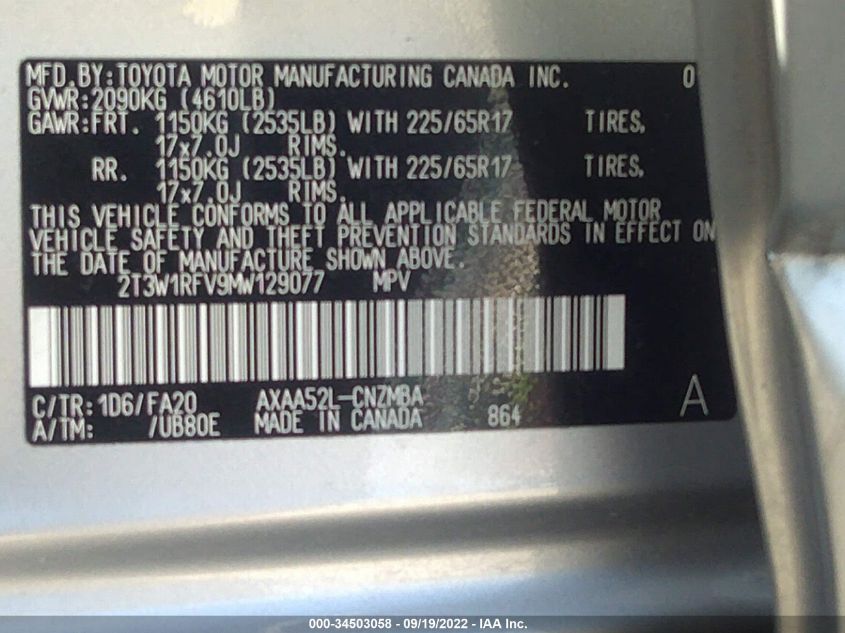 MFD.BY:TOYOTA MOTOR MANUFACTURING CANADA INC. 0
GVWR:2090KG (4610LB)
GAWR:FRT. 1150KG (2535LB) WITH 225/65R17 TIRES,
17x7.0J RIMS.
RR. 1150KG (2535LB) WITH 225/65R17 TIRES,
17x7.0J RIMS.
THIS VEHICLE CONFORMS TO ALL APPLICABLE FEDERAL MOTOR
VEHICLE SAFETY AND THEFT PREVENTION STANDARDS IN EFFECT ON
THE DATE OF MANUFACTURE SHOWN ABOVE.
2T3W1RFV9MW129077 MPV
C/TR:1D6/FA20 AXAA52L-CNZMBA
A/TM: /UB80E MADE IN CANADA 864 A
000-34503058 - 09/19/2022 - IAA Inc.